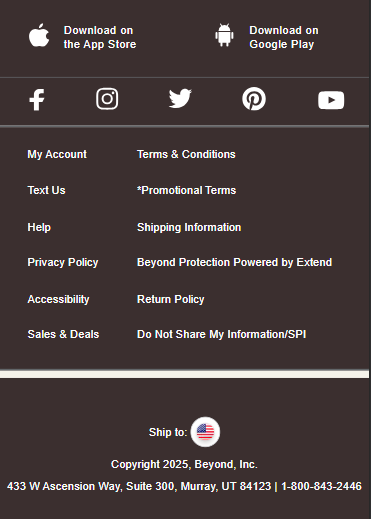 Download on
the App Store
Download on
Google Play
My Account
Terms & Conditions
Text Us
*Promotional Terms
Help
Shipping Information
Privacy Policy
Beyond Protection Powered by Extend
Accessibility
Return Policy
Sales & Deals
Do Not Share My Information/SPI
Ship to:
Copyright 2025, Beyond, Inc.
433 W Ascension Way, Suite 300, Murray, UT 84123 | 1-800-843-2446